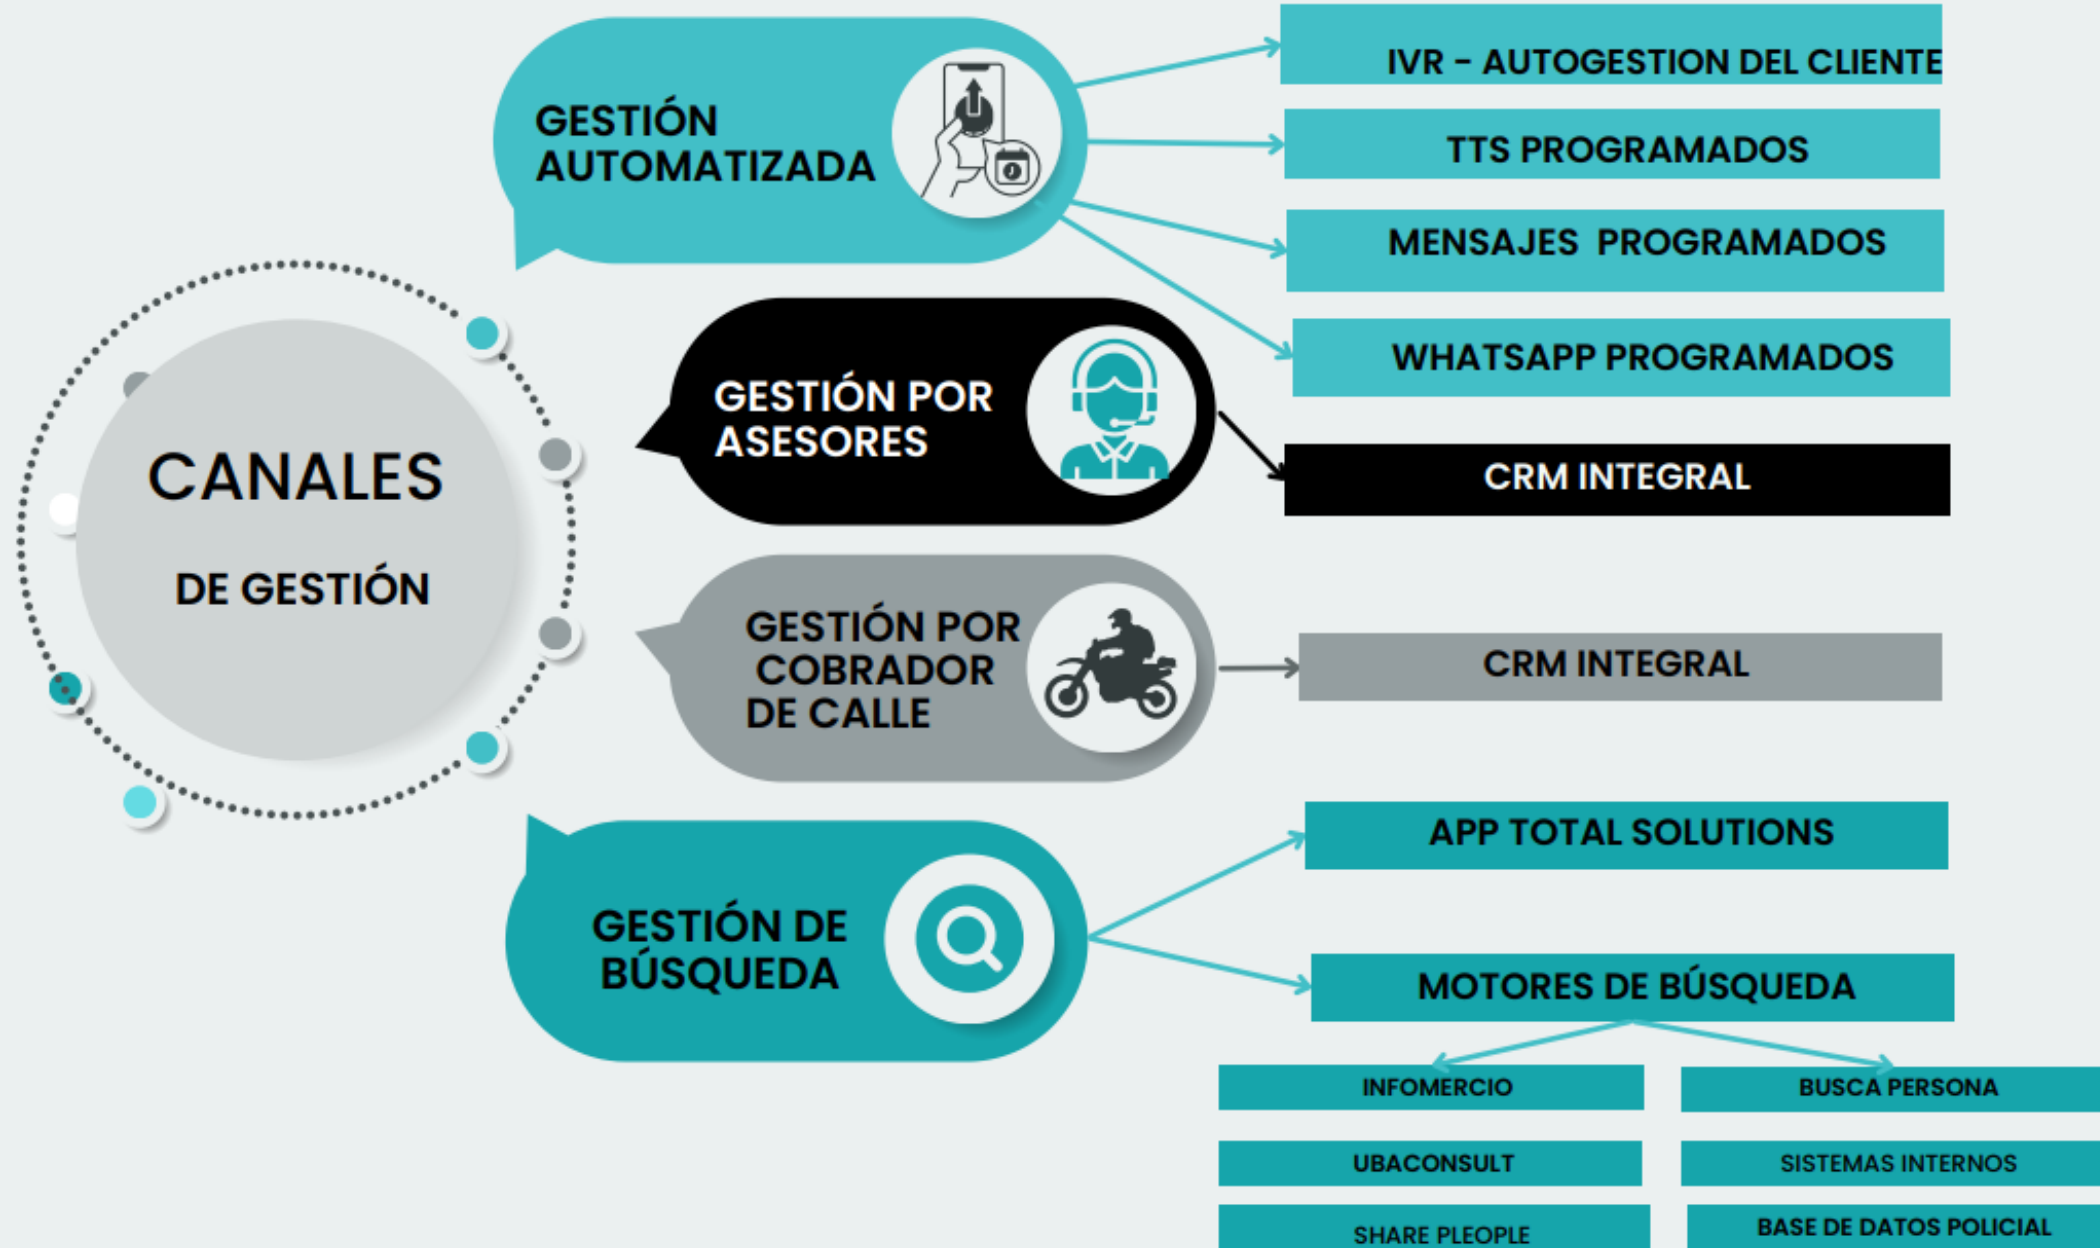 CANALES
DE GESTIÓN
GESTIÓN
AUTOMATIZADA
IVR - AUTOGESTION DEL CLIENTE
TTS PROGRAMADOS
MENSAJES PROGRAMADOS
WHATSAPP PROGRAMADOS
GESTIÓN POR
ASESORES
CRM INTEGRAL
GESTIÓN POR
COBRADOR
DE CALLE
CRM INTEGRAL
GESTIÓN DE
BÚSQUEDA
APP TOTAL SOLUTIONS
MOTORES DE BÚSQUEDA
INFOMERCIO
BUSCA PERSONA
UBACONSULT
SISTEMAS INTERNOS
SHARE PLEOPLE
BASE DE DATOS POLICIAL